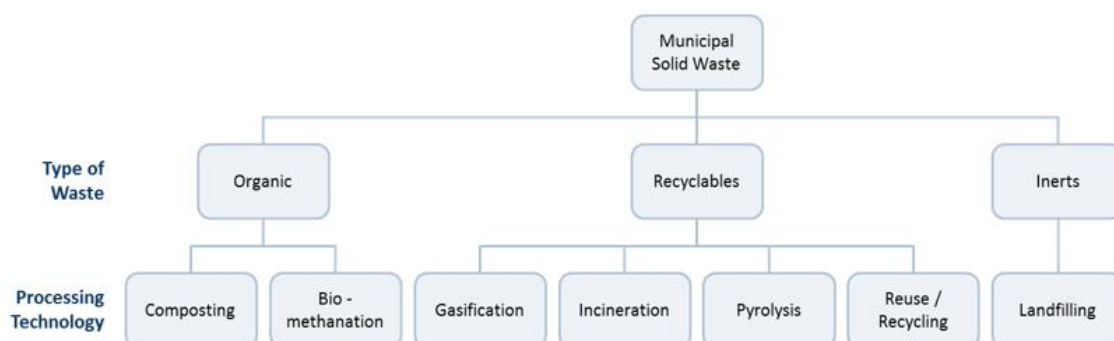 Municipal
Solid Waste
Type of
Waste
Organic
Recyclables
Inerts
Processing
Technology
Composting
Bio -
methanation
Gasification
Incineration
Pyrolysis
Reuse /
Recycling
Landfilling